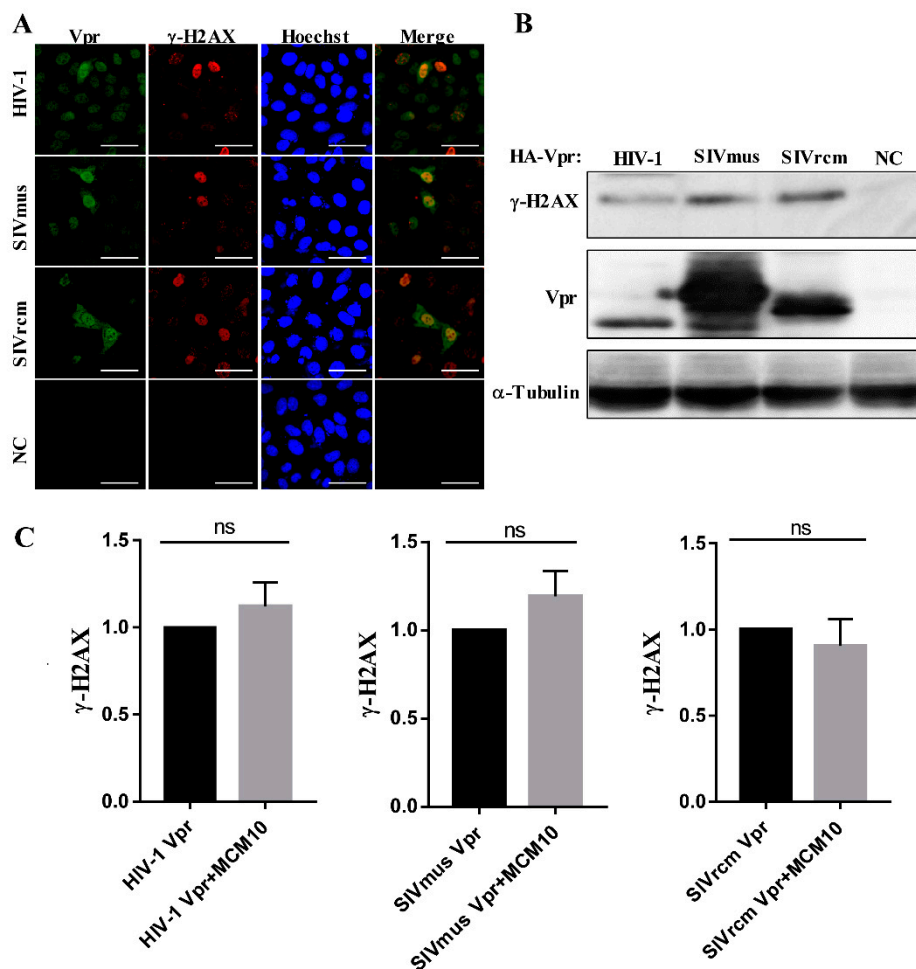 A
Vpr γ-H2AX Hoechst Merge
HIV-1
SIVmus
SIVrcm
NC
B
HA-Vpr: HIV-1 SIVmus SIVrcm NC
γ-H2AX
Vpr
α-Tubulin
C
ns
γ-H2AX
1.5
1.0
0.5
0.0
HIV-1 Vpr
HIV-1 Vpr+MCM10
ns
γ-H2AX
1.5
1.0
0.5
0.0
SIVmus Vpr
SIVmus Vpr+MCM10
ns
γ-H2AX
1.5
1.0
0.5
0.0
SIVrcm Vpr
SIVrcm Vpr+MCM10